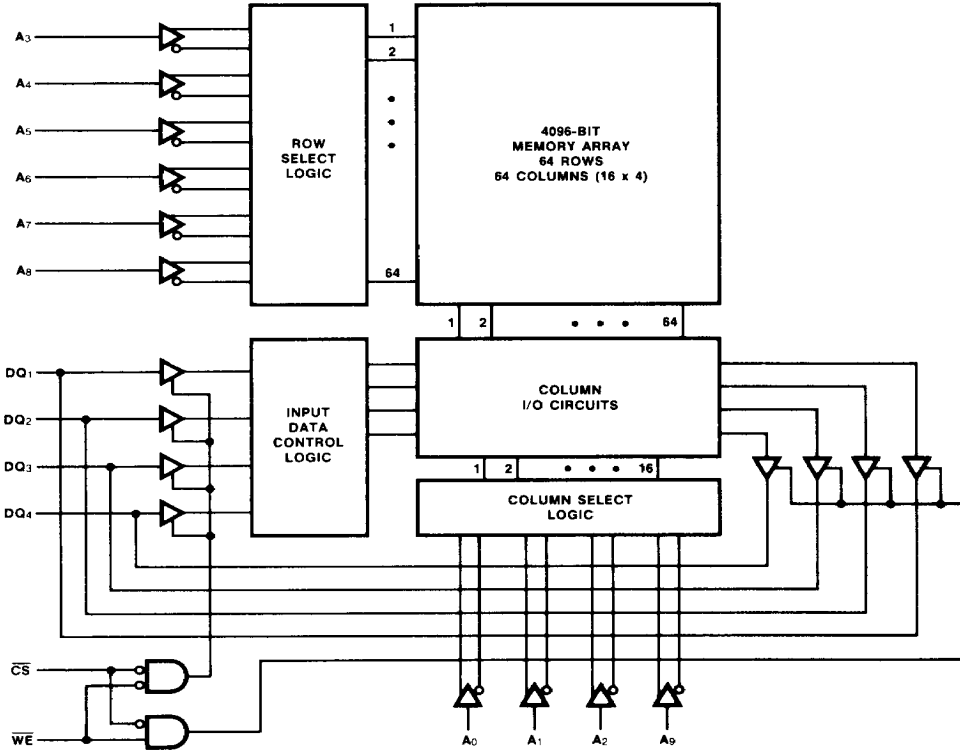 A3
A4
A5
A6
A7
A8
ROW
SELECT
LOGIC
1
2
64
4096-BIT
MEMORY ARRAY
64 ROWS
64 COLUMNS (16 x 4)
1 2 64
DQ1
DQ2
DQ3
DQ4
INPUT
DATA
CONTROL
LOGIC
COLUMN
I/O CIRCUITS
1 2 16
COLUMN SELECT
LOGIC
CS
WE
A0 A1 A2 A9